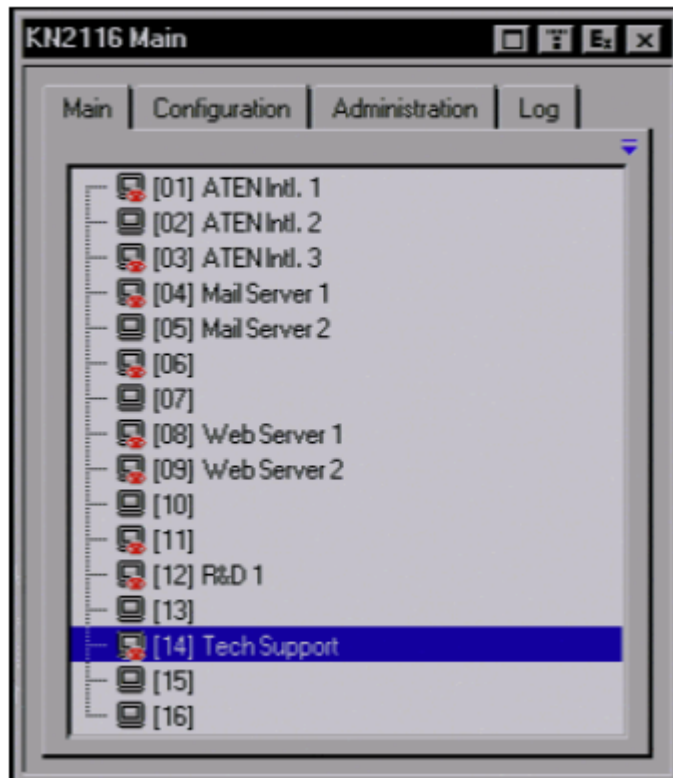 KN2116 Main
Ez
Main Configuration Administration Log
[01] ATEN Intl. 1
[02] ATEN Intl. 2
[03] ATEN Intl. 3
[04] Mail Server 1
[05] Mail Server 2
[06]
[07]
[08] Web Server 1
[09] Web Server 2
[10]
[11]
[12] R&D 1
[13]
[14] Tech Support
[15]
[16]